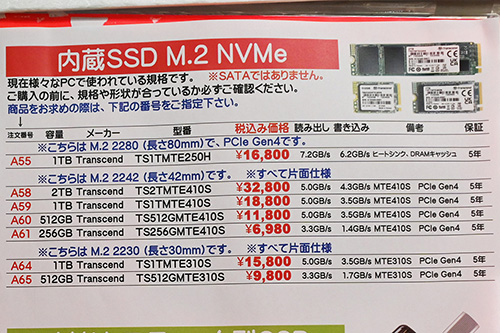 内蔵SSD M.2 NVMe
現在様々なPCで使われている規格です。 ※SATAではありません。
ご購入の前に、規格や形状が合っているか必ずご確認ください。
商品をお求めの際は、下記の番号をご指定下さい。
注文番号 容量 メーカー 型番 税込み価格 読み出し 書き込み 備考 保証
※こちらは M.2 2280 (長さ80mm)で、PCIe Gen4です。
A55 1TB Transcend TS1TMTE250H ¥16,800 7.2GB/s 6.2GB/s ヒートシンク、DRAMキャッシュ 5年
※こちらは M.2 2242 (長さ42mm)です。 ※すべて片面仕様
A58 2TB Transcend TS2TMTE410S ¥32,800 5.0GB/s 4.3GB/s MTE410S PCIe Gen4 5年
A59 1TB Transcend TS1TMTE410S ¥18,800 5.0GB/s 3.5GB/s MTE410S PCIe Gen4 5年
A60 512GB Transcend TS512GMTE410S ¥11,800 5.0GB/s 3.5GB/s MTE410S PCIe Gen4 5年
A61 256GB Transcend TS256GMTE410S ¥6,980 3.3GB/s 1.4GB/s MTE410S PCIe Gen4 5年
※こちらは M.2 2230 (長さ30mm)です。 ※すべて片面仕様
A64 1TB Transcend TS1TMTE310S ¥15,800 5.0GB/s 3.5GB/s MTE310S PCIe Gen4 5年
A65 512GB Transcend TS512GMTE310S ¥9,800 3.3GB/s 1.7GB/s MTE310S PCIe Gen4 5年